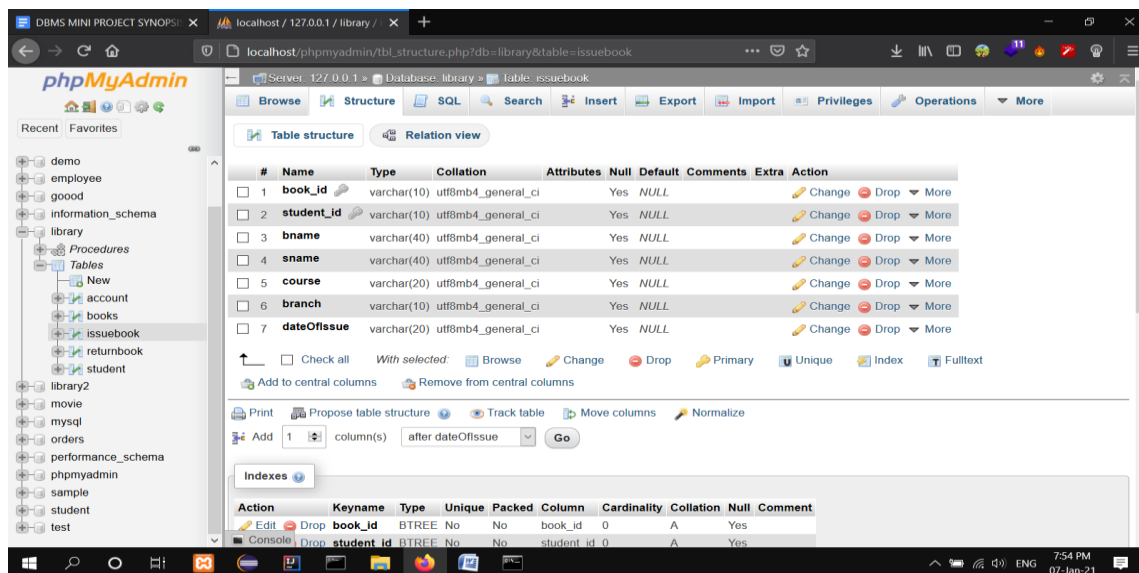 DBMS MINI PROJECT SYNOPSI
localhost / 127.0.0.1 / library /
localhost/phpmyadmin/tbl_structure.php?db=library&table=issuebook
11
phpMyAdmin
Recent Favorites
demo
employee
goood
information_schema
library
Procedures
Tables
New
account
books
issuebook
returnbook
student
library2
movie
mysql
orders
performance_schema
phpmyadmin
sample
student
test
Server: 127.0.0.1 » Database: library » Table: issuebook
Browse Structure SQL Search Insert Export Import Privileges Operations More
Table structure Relation view
# Name Type Collation Attributes Null Default Comments Extra Action
1 book_id varchar(10) utf8mb4_general_ci Yes NULL Change Drop More
2 student_id varchar(10) utf8mb4_general_ci Yes NULL Change Drop More
3 bname varchar(40) utf8mb4_general_ci Yes NULL Change Drop More
4 sname varchar(40) utf8mb4_general_ci Yes NULL Change Drop More
5 course varchar(20) utf8mb4_general_ci Yes NULL Change Drop More
6 branch varchar(10) utf8mb4_general_ci Yes NULL Change Drop More
7 dateOfIssue varchar(20) utf8mb4_general_ci Yes NULL Change Drop More
Check all With selected: Browse Change Drop Primary Unique Index Fulltext
Add to central columns Remove from central columns
Print Propose table structure Track table Move columns Normalize
Add 1 column(s) after dateOfIssue Go
Indexes
Action Keyname Type Unique Packed Column Cardinality Collation Null Comment
Edit Drop book_id BTREE No No book_id 0 A Yes
Console Drop student_id BTREE No No student_id 0 A Yes
ENG
7:54 PM
07-Jan-21